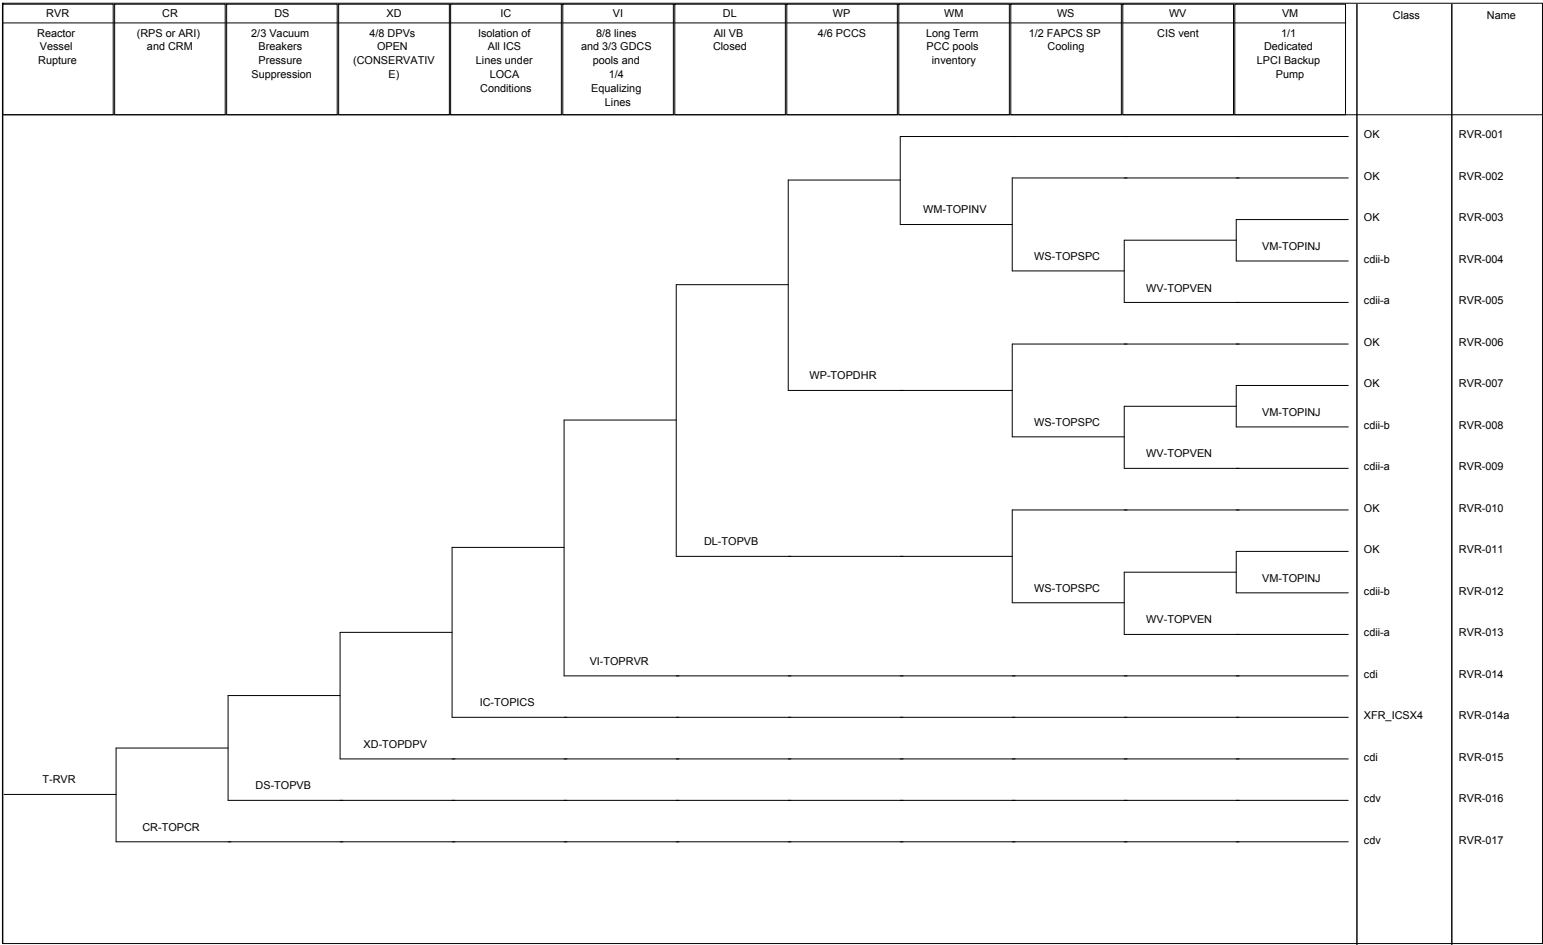 RVR CR DS XD IC VI DL WP WM WS WV VM Class Name
Reactor
Vessel
Rupture
(RPS or ARI)
and CRM
2/3 Vacuum
Breakers
Pressure
Suppression
4/8 DPVs
OPEN
(CONSERVATIV
E)
Isolation of
All ICS
Lines under
LOCA
Conditions
8/8 lines
and 3/3 GDCS
pools and
1/4
Equalizing
Lines
All VB
Closed
4/6 PCCS
Long Term
PCC pools
inventory
1/2 FAPCS SP
Cooling
CIS vent
1/1
Dedicated
LPCI Backup
Pump
OK RVR-001
OK RVR-002
WM-TOPINV
OK RVR-003
VM-TOPINJ
WS-TOPSPC
cdii-b RVR-004
WV-TOPVEN
cdii-a RVR-005
OK RVR-006
WP-TOPDHR
OK RVR-007
VM-TOPINJ
WS-TOPSPC
cdii-b RVR-008
WV-TOPVEN
cdii-a RVR-009
OK RVR-010
DL-TOPVB
OK RVR-011
VM-TOPINJ
WS-TOPSPC
cdii-b RVR-012
WV-TOPVEN
cdii-a RVR-013
VI-TOPRVR
cdi RVR-014
IC-TOPICS
XFR_ICSX4 RVR-014a
XD-TOPDPV
cdi RVR-015
T-RVR
DS-TOPVB
cdv RVR-016
CR-TOPCR
cdv RVR-017